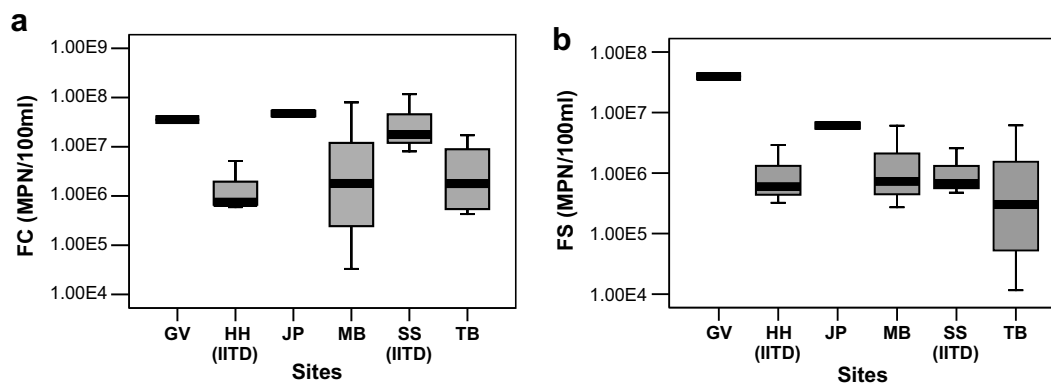 a
FC (MPN/100ml)
1.00E9
1.00E8
1.00E7
1.00E6
1.00E5
1.00E4
GV HH JP MB SS TB
(IITD) (IITD)
Sites
b
FS (MPN/100ml)
1.00E8
1.00E7
1.00E6
1.00E5
1.00E4
GV HH JP MB SS TB
(IITD) (IITD)
Sites